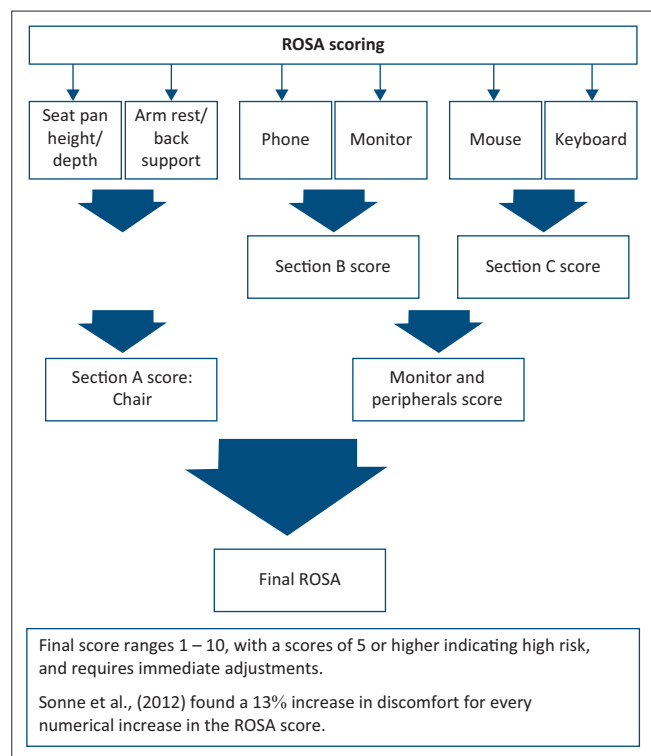 ROSA scoring
Seat pan
height/
depth
Arm rest/
back
support
Phone
Monitor
Mouse
Keyboard
Section B score
Section C score
Section A score:
Chair
Monitor and
peripherals score
Final ROSA
Final score ranges 1 – 10, with a scores of 5 or higher indicating high risk,
and requires immediate adjustments.
Sonne et al., (2012) found a 13% increase in discomfort for every
numerical increase in the ROSA score.